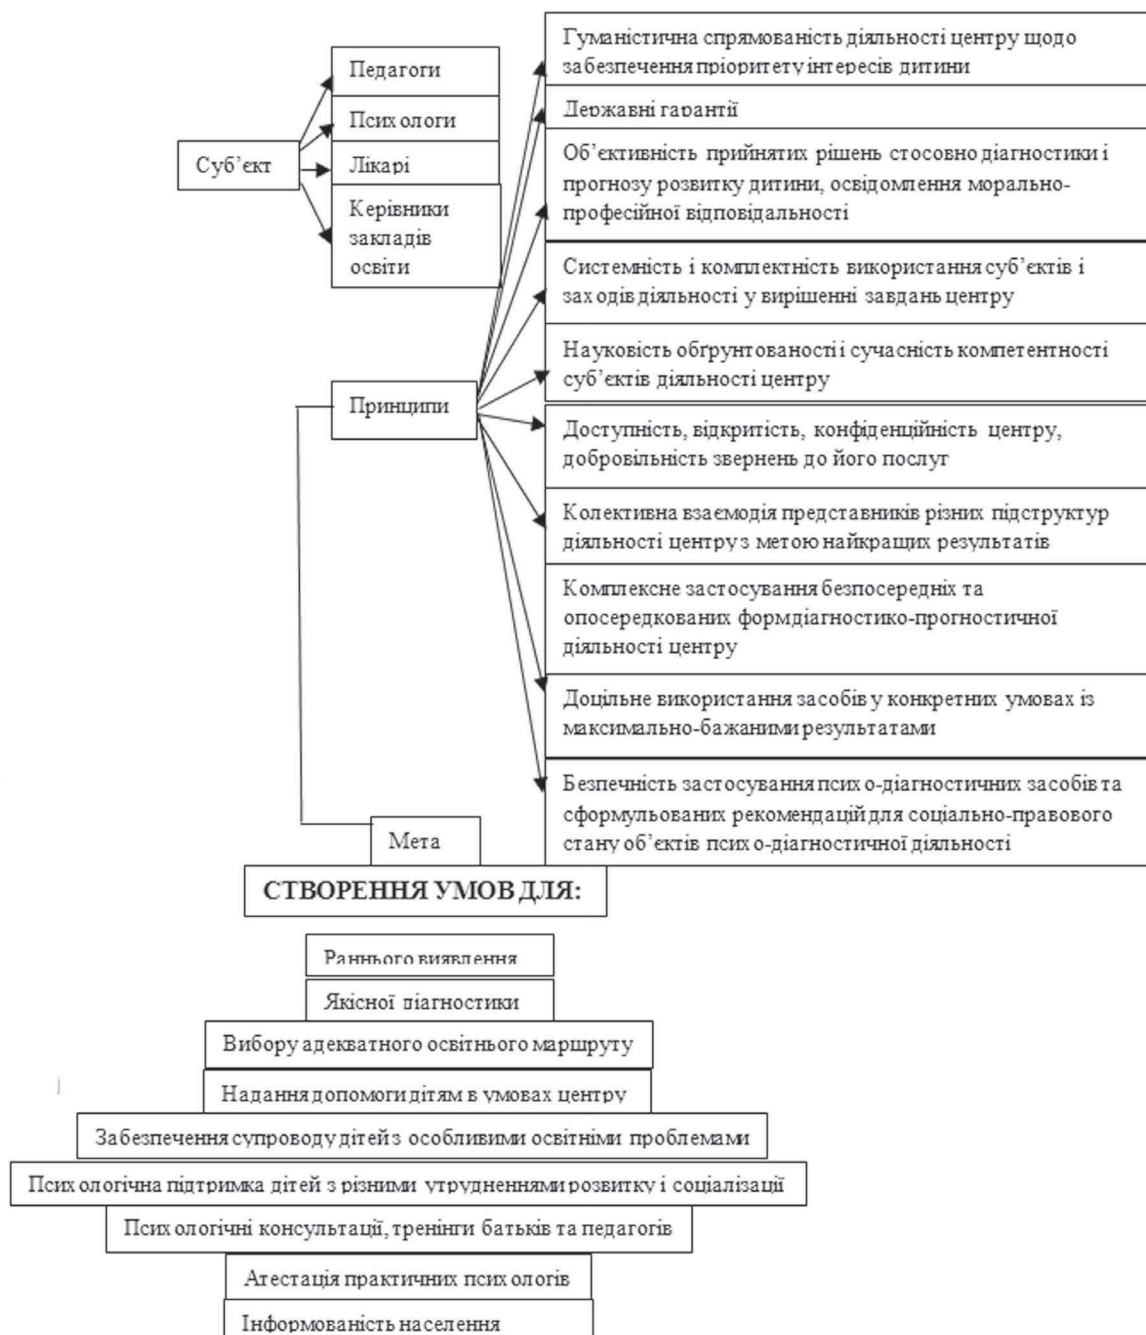 Суб’єкт
Педагоги
Психологи
Лікарі
Керівники
закладів
освіти
Принципи
Гуманістична спрямованість діяльності центру щодо
забезпечення пріоритету інтересів дитини
Державні гарантії
Об’єктивність прийнятих рішень стосовно діагностики і
прогнозу розвитку дитини, освідомлення морально-
професійної відповідальності
Системність і комплектність використання суб’єктів і
заходів діяльності у вирішенні завдань центру
Науковість обґрунтованості і сучасність компетентності
суб’єктів діяльності центру
Доступність, відкритість, конфіденційність центру,
добровільність звернень до його послуг
Колективна взаємодія представників різних підструктур
діяльності центру з метою найкращих результатів
Комплексне застосування безпосередніх та
опосередкованих форм діагностико-прогностичної
діяльності центру
Доцільне використання засобів у конкретних умовах із
максимально-бажаними результатами
Безпечність застосування психо-діагностичних засобів та
сформульованих рекомендацій для соціально-правового
стану об’єктів психо-діагностичної діяльності
Мета
СТВОРЕННЯ УМОВ ДЛЯ:
Раннього виявлення
Якісної діагностики
Вибору адекватного освітнього маршруту
Надання допомоги дітям в умовах центру
Забезпечення супроводу дітей з особливими освітніми проблемами
Психологічна підтримка дітей з різними утрудненнями розвитку і соціалізації
Психологічні консультації, тренінги батьків та педагогів
Атестація практичних психологів
Інформованість населення